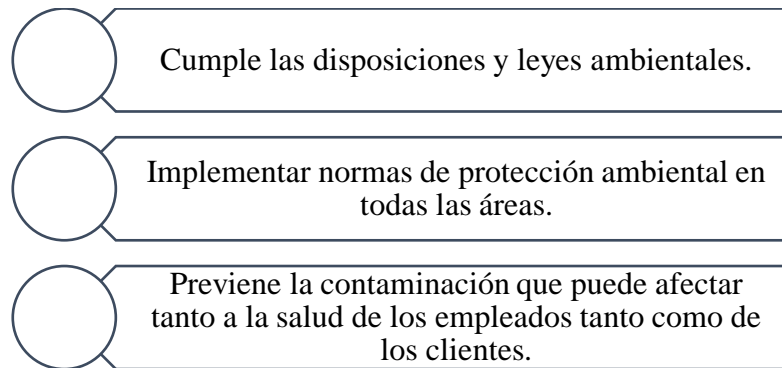 Cumple las disposiciones y leyes ambientales.
Implementar normas de protección ambiental en
todas las áreas.
Previene la contaminación que puede afectar
tanto a la salud de los empleados tanto como de
los clientes.